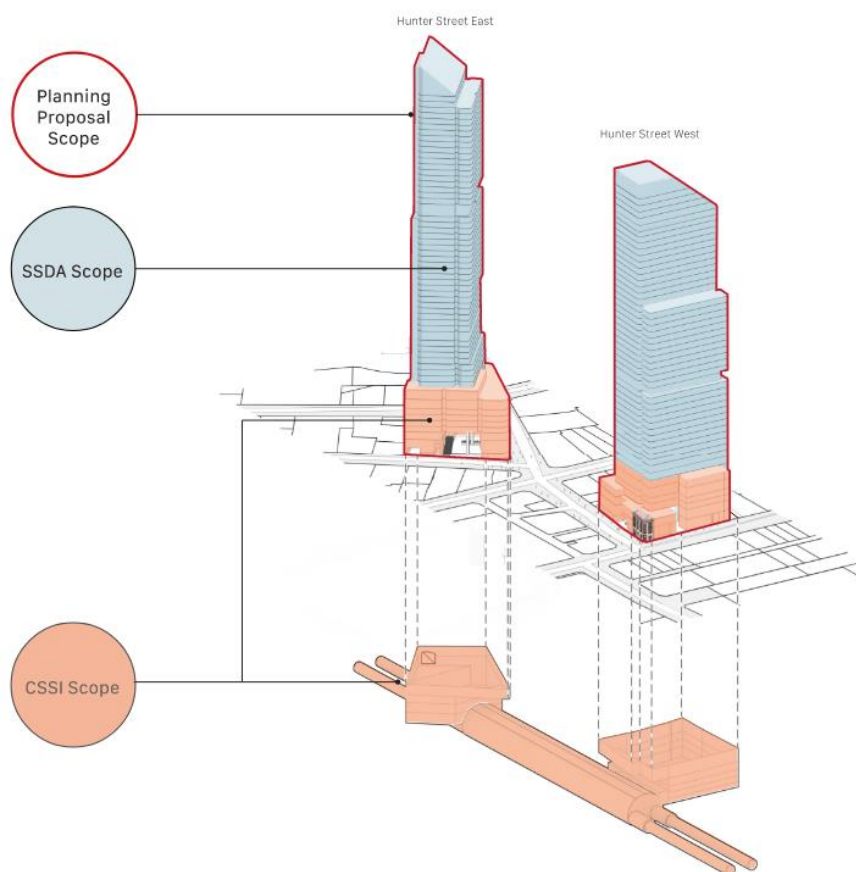 Hunter Street East
Planning
Proposal
Scope
Hunter Street West
SSDA Scope
CSSI Scope